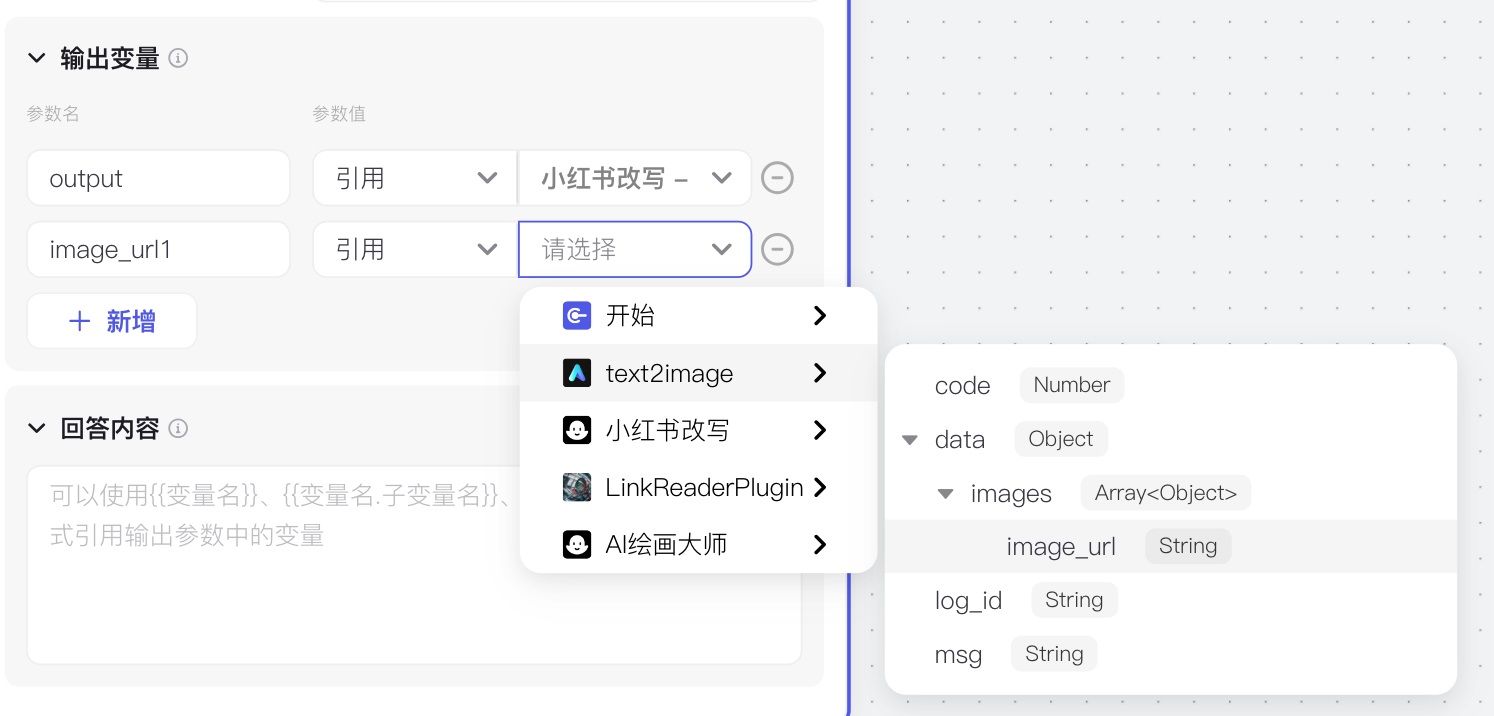 输出变量
参数名 参数值
output 引用 小红书改写 –
image_url1 引用 请选择
新增
开始
text2image
小红书改写
LinkReaderPlugin
AI绘画大师
code Number
data Object
images Array<Object>
image_url String
log_id String
msg String
回答内容
可以使用{{变量名}}、{{变量名.子变量名}}、
式引用输出参数中的变量